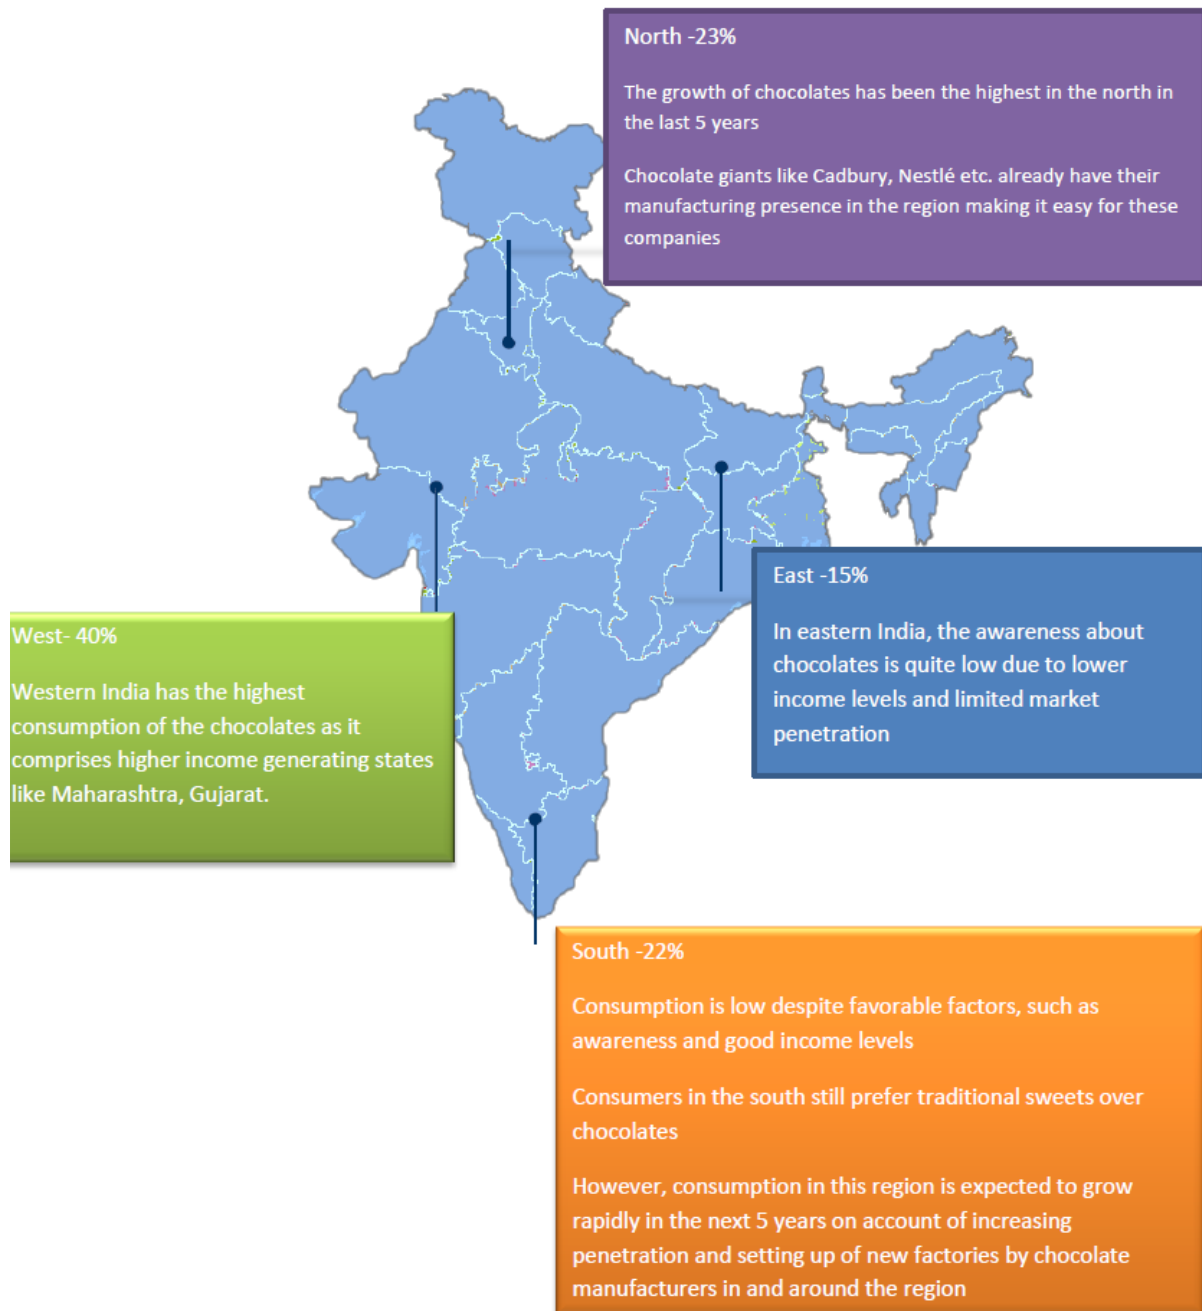 North -23%
The growth of chocolates has been the highest in the north in
the last 5 years
Chocolate giants like Cadbury, Nestlé etc. already have their
manufacturing presence in the region making it easy for these
companies
East -15%
In eastern India, the awareness about
chocolates is quite low due to lower
income levels and limited market
penetration
West- 40%
Western India has the highest
consumption of the chocolates as it
comprises higher income generating states
like Maharashtra, Gujarat.
South -22%
Consumption is low despite favorable factors, such as
awareness and good income levels
Consumers in the south still prefer traditional sweets over
chocolates
However, consumption in this region is expected to grow
rapidly in the next 5 years on account of increasing
penetration and setting up of new factories by chocolate
manufacturers in and around the region